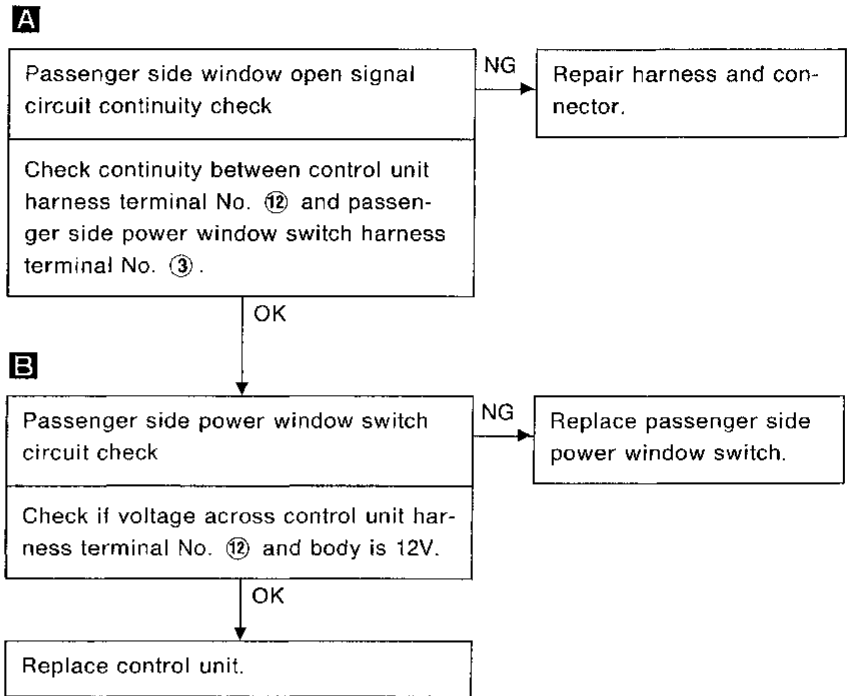 A
Passenger side window open signal
circuit continuity check
NG
Repair harness and con-
nector.
Check continuity between control unit
harness terminal No. ⑫ and passen-
ger side power window switch harness
terminal No. ③.
OK
B
Passenger side power window switch
circuit check
NG
Replace passenger side
power window switch.
Check if voltage across control unit har-
ness terminal No. ⑫ and body is 12V.
OK
Replace control unit.